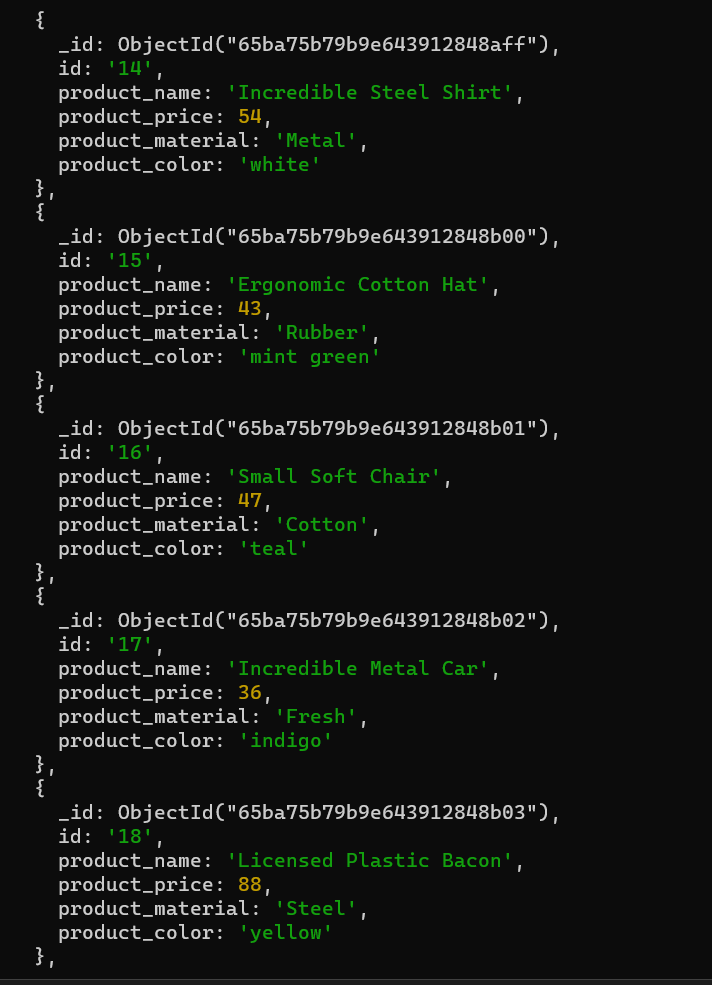 {
_id: ObjectId("65ba75b79b9e643912848aff"),
id: '14',
product_name: 'Incredible Steel Shirt',
product_price: 54,
product_material: 'Metal',
product_color: 'white'
},
{
_id: ObjectId("65ba75b79b9e643912848b00"),
id: '15',
product_name: 'Ergonomic Cotton Hat',
product_price: 43,
product_material: 'Rubber',
product_color: 'mint green'
},
{
_id: ObjectId("65ba75b79b9e643912848b01"),
id: '16',
product_name: 'Small Soft Chair',
product_price: 47,
product_material: 'Cotton',
product_color: 'teal'
},
{
_id: ObjectId("65ba75b79b9e643912848b02"),
id: '17',
product_name: 'Incredible Metal Car',
product_price: 36,
product_material: 'Fresh',
product_color: 'indigo'
},
{
_id: ObjectId("65ba75b79b9e643912848b03"),
id: '18',
product_name: 'Licensed Plastic Bacon',
product_price: 88,
product_material: 'Steel',
product_color: 'yellow'
},